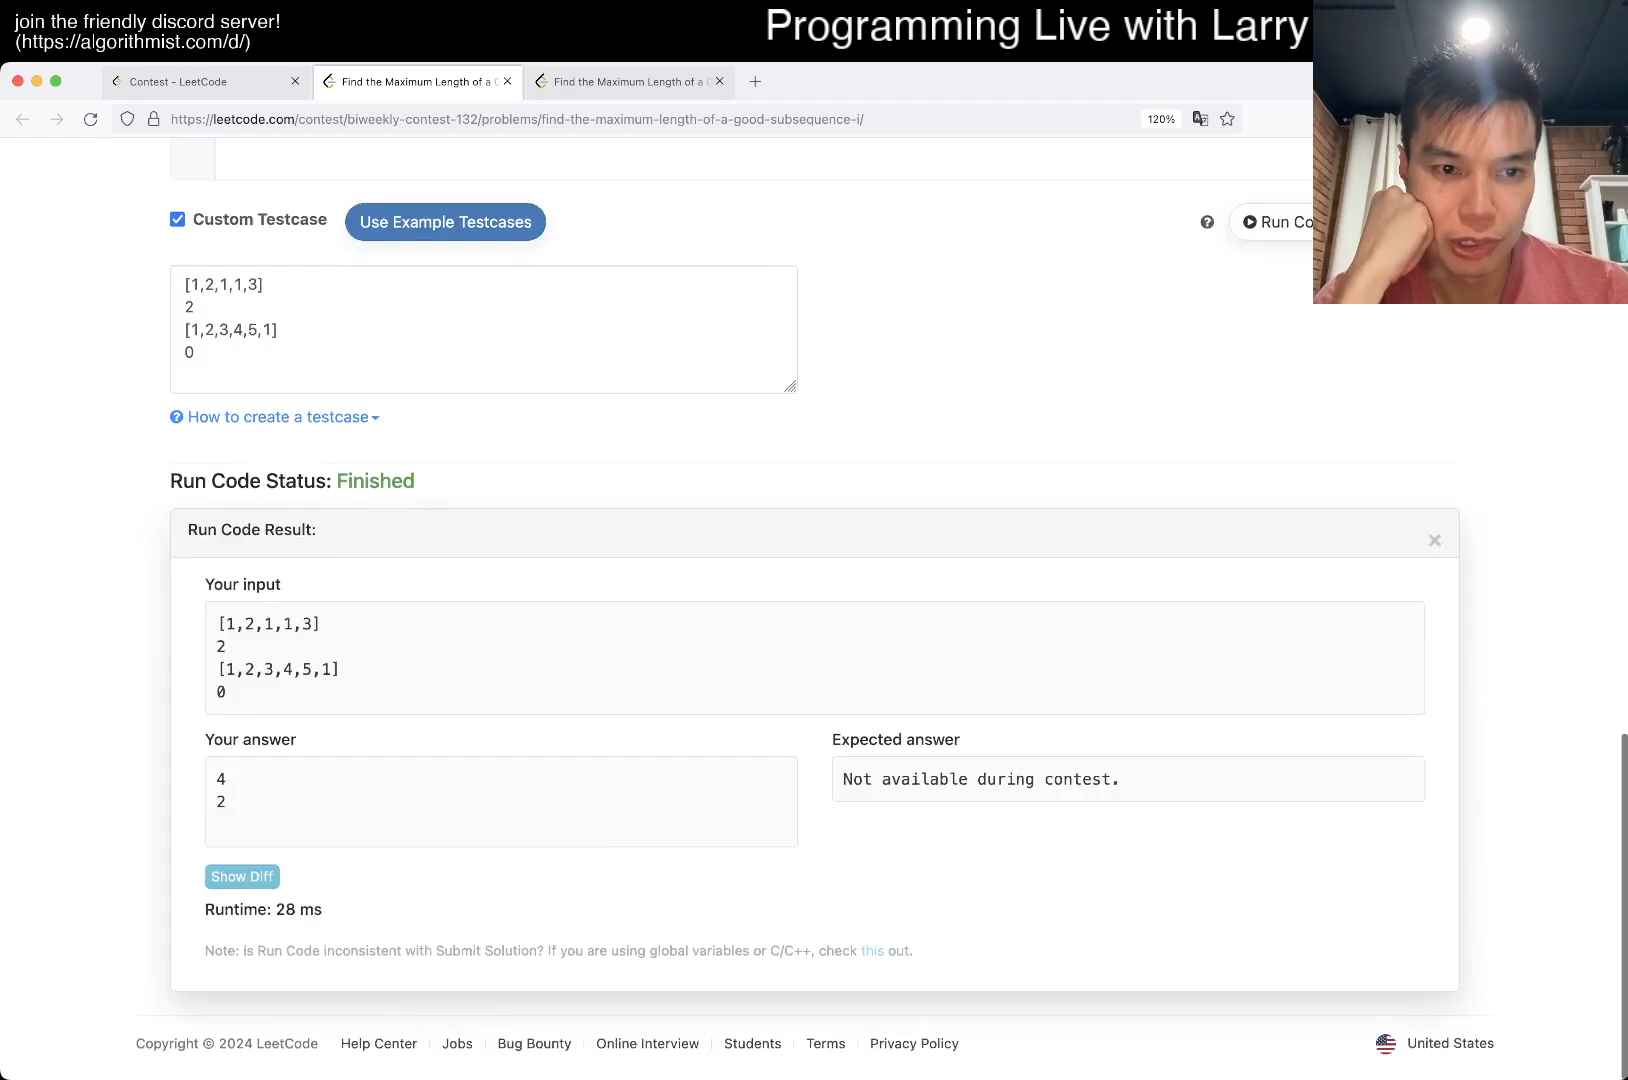 join the friendly discord server!
(https://algorithmist.com/d/)
Programming Live with Larry
Contest - LeetCode
Find the Maximum Length of a
Find the Maximum Length of a
https://leetcode.com/contest/biweekly-contest-132/problems/find-the-maximum-length-of-a-good-subsequence-i/
120%
Custom Testcase
Use Example Testcases
Run Co
[1,2,1,1,3]
2
[1,2,3,4,5,1]
0
How to create a testcase
Run Code Status: Finished
Run Code Result:
Your input
[1,2,1,1,3]
2
[1,2,3,4,5,1]
0
Your answer
Expected answer
4
2
Not available during contest.
Show Diff
Runtime: 28 ms
Note: is Run Code inconsistent with Submit Solution? If you are using global variables or C/C++, check this out.
Copyright © 2024 LeetCode
Help Center
Jobs
Bug Bounty
Online Interview
Students
Terms
Privacy Policy
United States